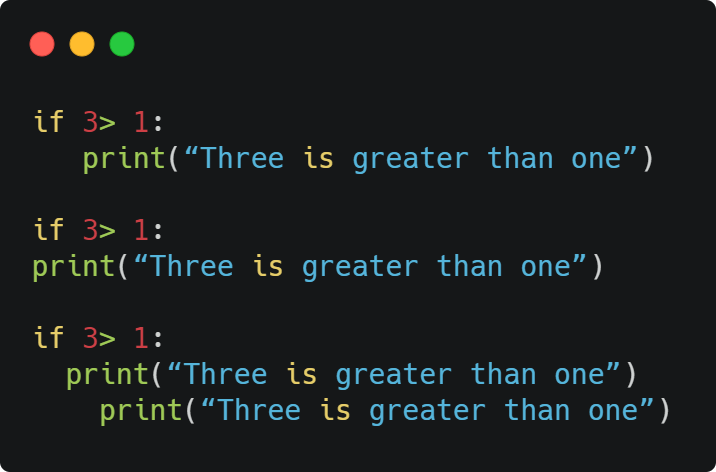 if 3> 1:
   print(“Three is greater than one”)

if 3> 1:
print(“Three is greater than one”)

if 3> 1:
  print(“Three is greater than one”)
    print(“Three is greater than one”)